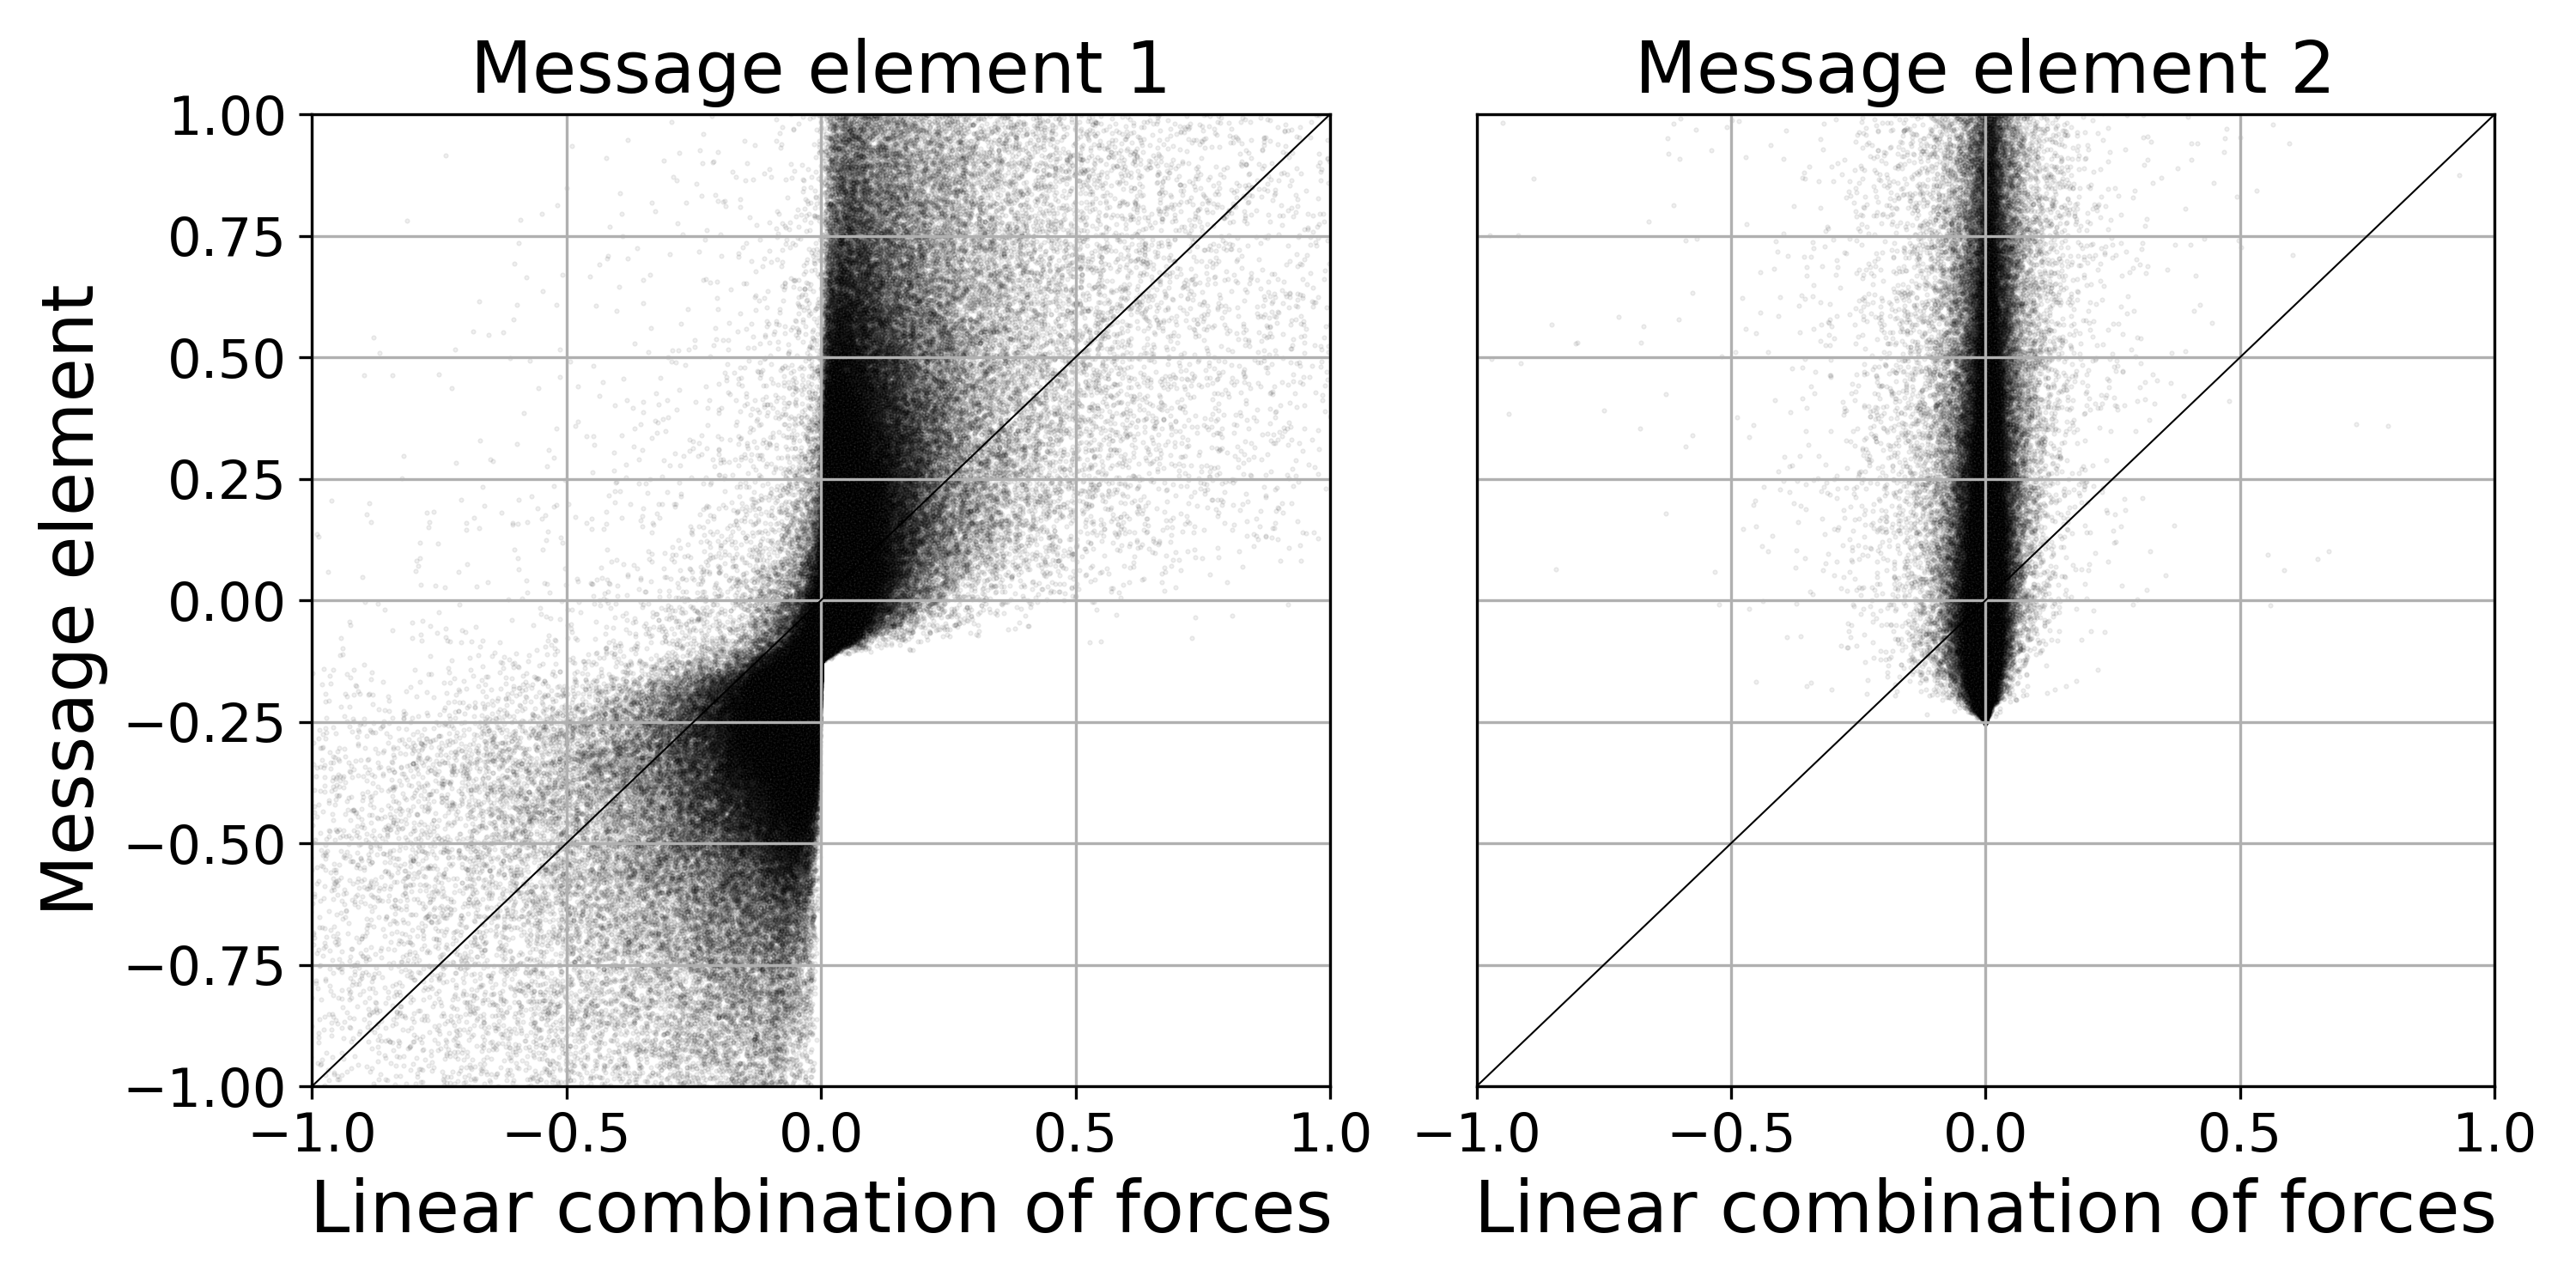 Message element 1
Message element 2
Message element
1.00
0.75
0.50
0.25
0.00
−0.25
−0.50
−0.75
−1.00
−1.0 −0.5 0.0 0.5 1.0
−1.0 −0.5 0.0 0.5 1.0
Linear combination of forces
Linear combination of forces